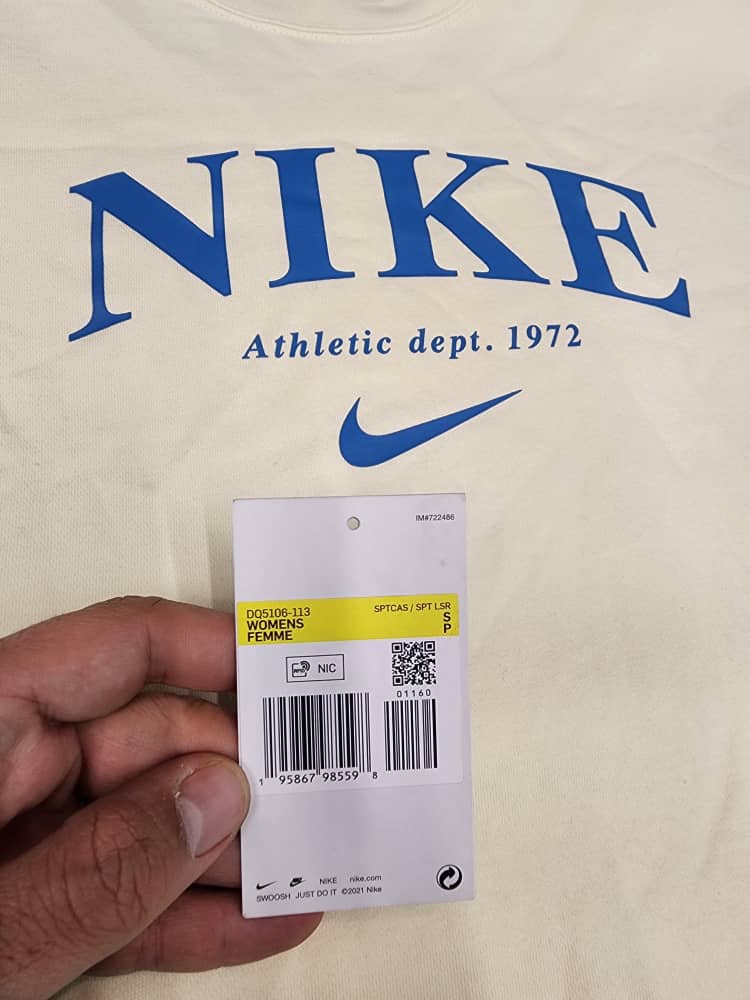 NIKE
Athletic dept. 1972
IM#722486
DQ5106-113 SPTCAS / SPT LSR
WOMENS S
FEMME P
NIC
01160
1 95867 98559 8
NIKE nike.com
SWOOSH JUST DO IT ©2021 Nike